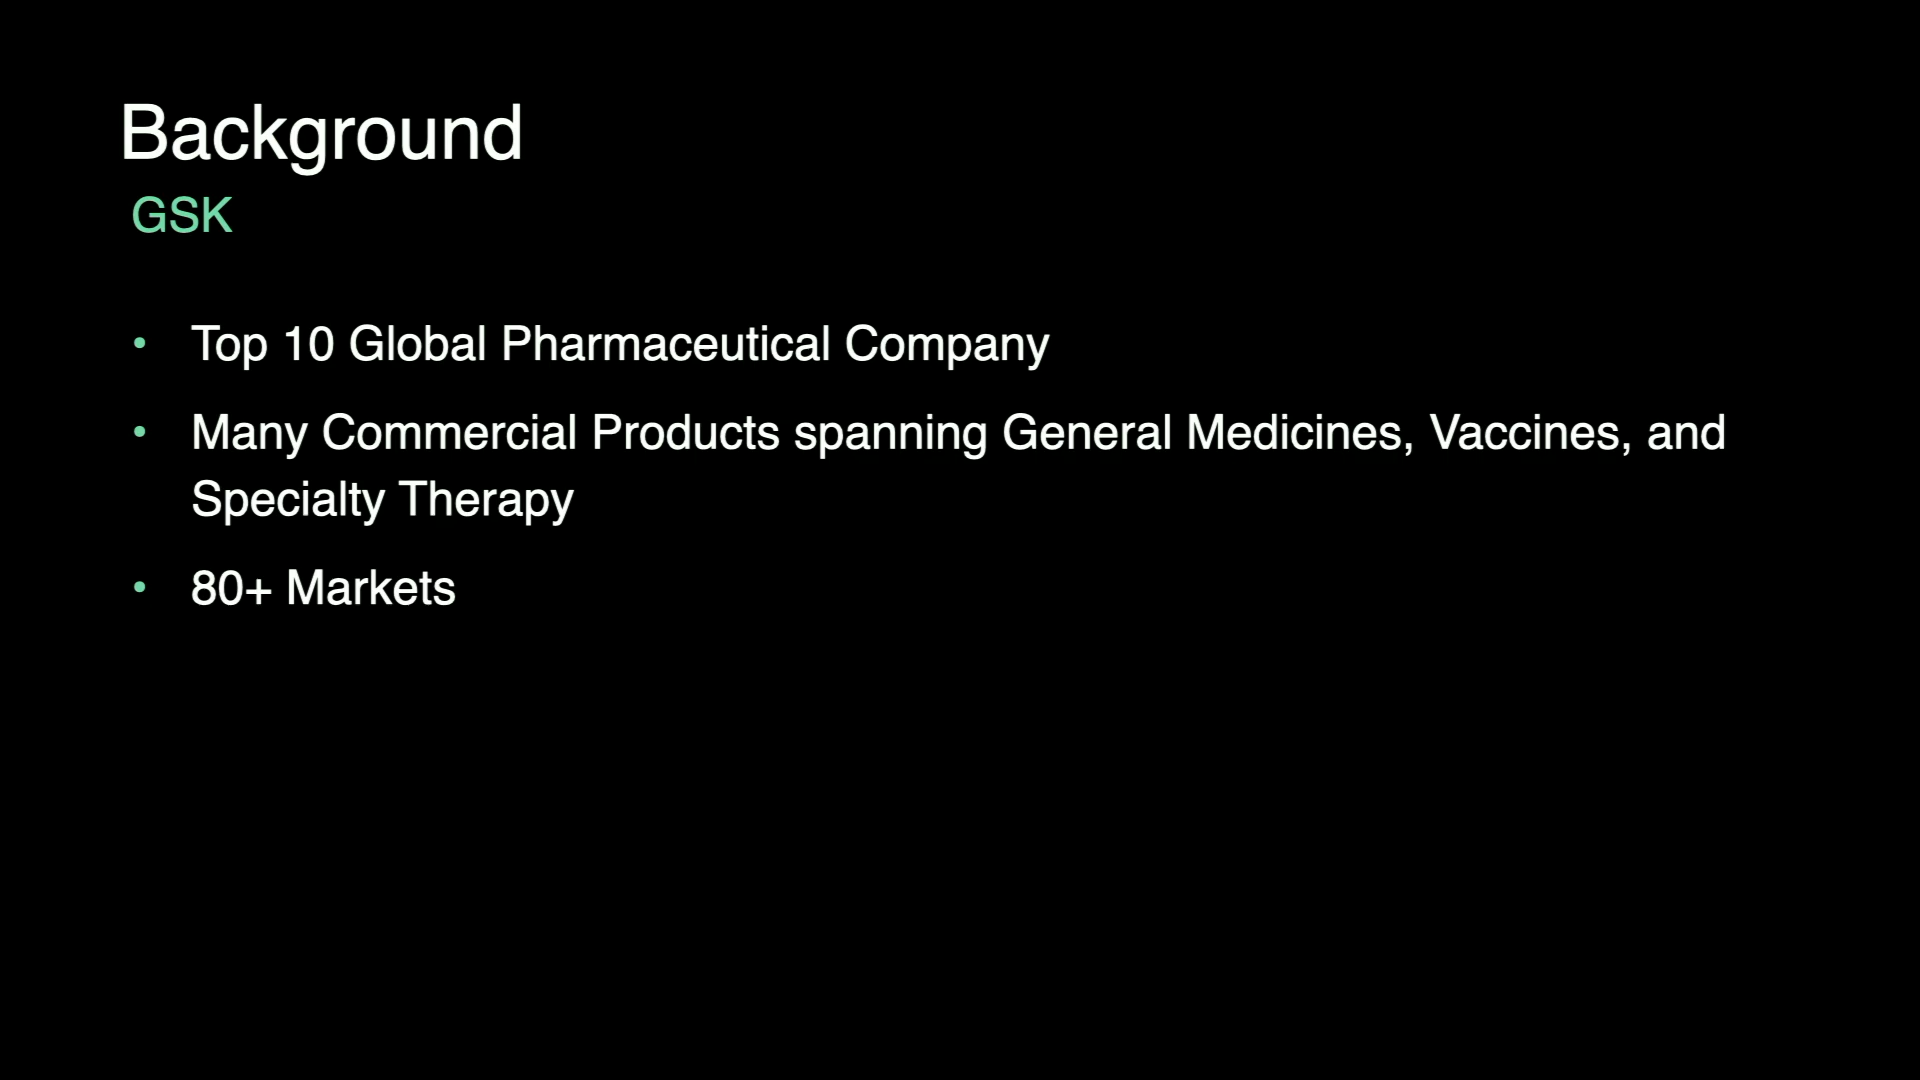 Background
GSK
• Top 10 Global Pharmaceutical Company
• Many Commercial Products spanning General Medicines, Vaccines, and
Specialty Therapy
• 80+ Markets